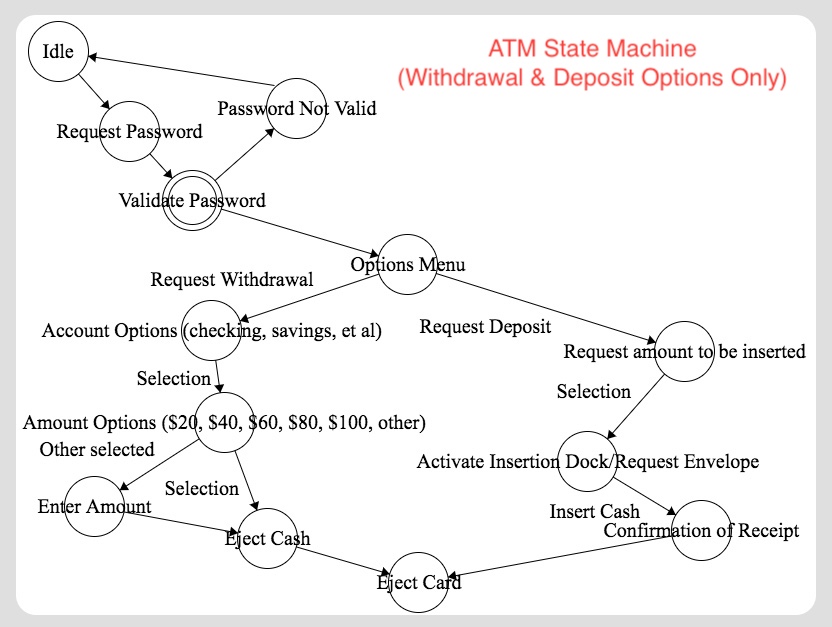 ATM State Machine
(Withdrawal & Deposit Options Only)
Idle
Password Not Valid
Request Password
Validate Password
Options Menu
Request Withdrawal
Request Deposit
Account Options (checking, savings, et al)
Request amount to be inserted
Selection
Selection
Amount Options ($20, $40, $60, $80, $100, other)
Other selected
Activate Insertion Dock/Request Envelope
Selection
Enter Amount
Insert Cash
Confirmation of Receipt
Eject Cash
Eject Card